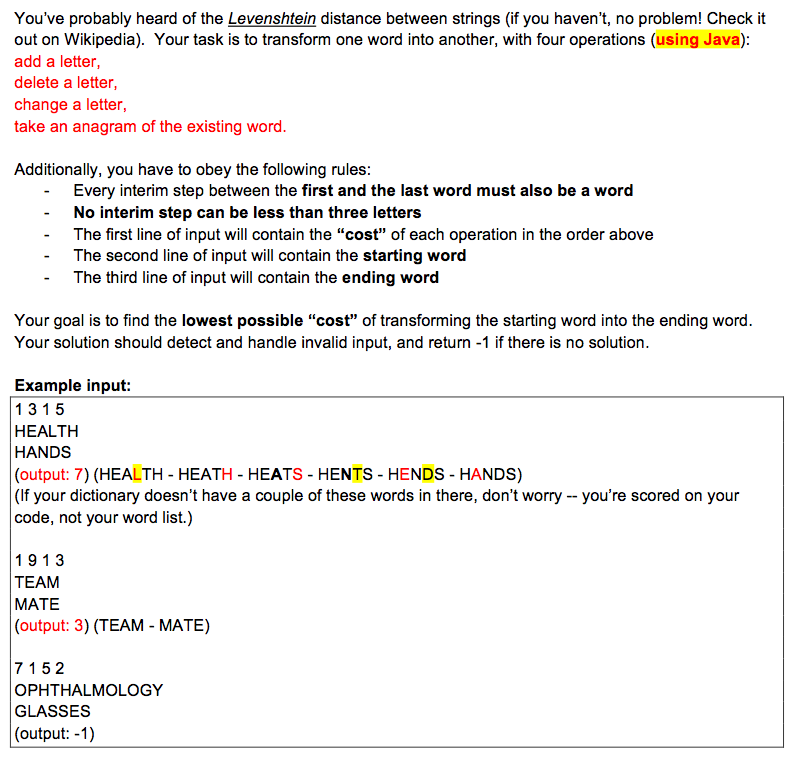 You've probably heard of the Levenshtein distance between strings (if you haven't, no problem! Check it
out on Wikipedia).  Your task is to transform one word into another, with four operations (using Java):
add a letter,
delete a letter,
change a letter,
take an anagram of the existing word.
Additionally, you have to obey the following rules:
- Every interim step between the first and the last word must also be a word
- No interim step can be less than three letters
- The first line of input will contain the “cost” of each operation in the order above
- The second line of input will contain the starting word
- The third line of input will contain the ending word
Your goal is to find the lowest possible “cost” of transforming the starting word into the ending word.
Your solution should detect and handle invalid input, and return -1 if there is no solution.
Example input:
1 3 1 5
HEALTH
HANDS
(output: 7) (HEALTH - HEATH - HEATS - HENTS - HENDS - HANDS)
(If your dictionary doesn't have a couple of these words in there, don't worry -- you're scored on your
code, not your word list.)
1 9 1 3
TEAM
MATE
(output: 3) (TEAM - MATE)
7 1 5 2
OPHTHALMOLOGY
GLASSES
(output: -1)